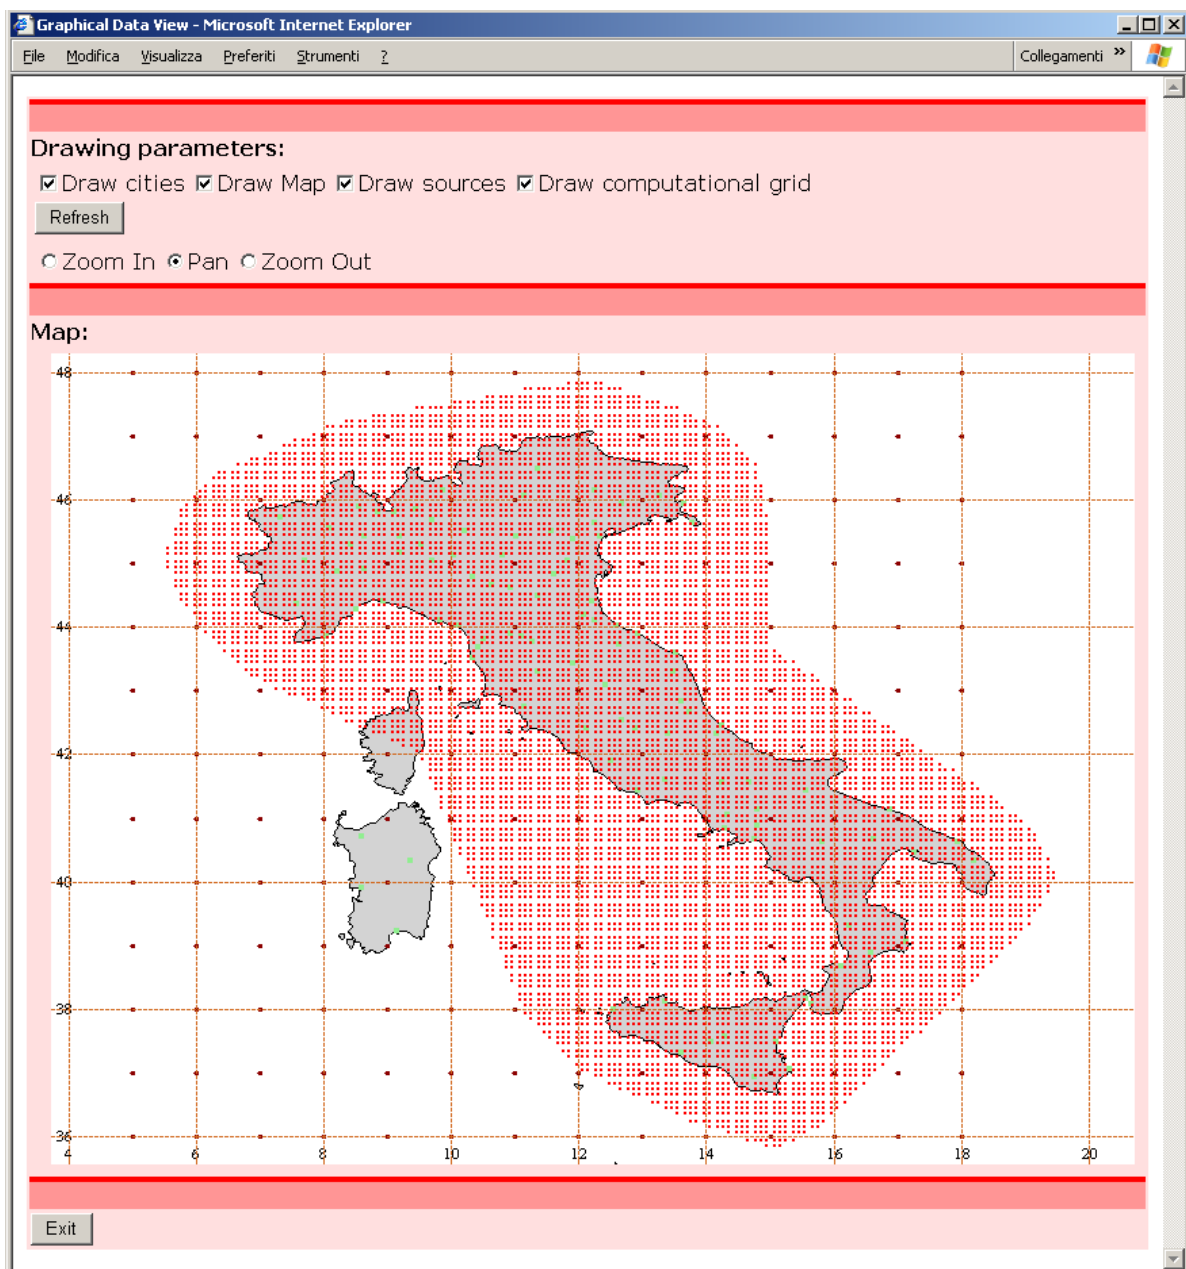 Graphical Data View - Microsoft Internet Explorer
File Modifica Visualizza Preferiti Strumenti ? Collegamenti »
Drawing parameters:
Draw cities Draw Map Draw sources Draw computational grid
Refresh
Zoom In Pan Zoom Out
Map:
48
46
44
42
40
38
36
4 6 8 10 12 14 16 18 20
Exit